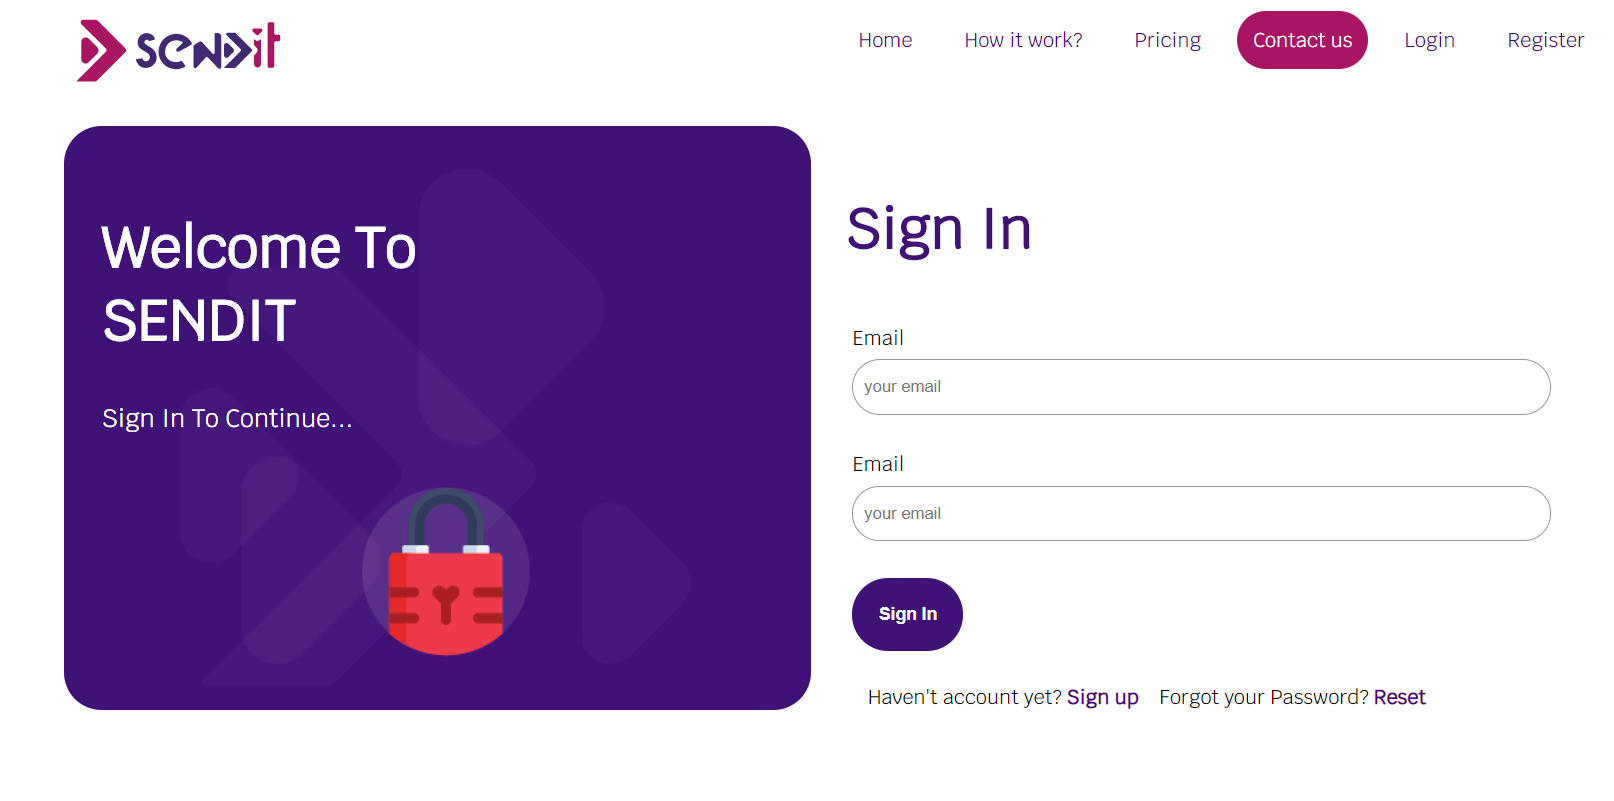 SENDit
Home How it work? Pricing Contact us Login Register
Welcome To
SENDIT
Sign In To Continue...
Sign In
Email
your email
Email
your email
Sign In
Haven't account yet? Sign up Forgot your Password? Reset